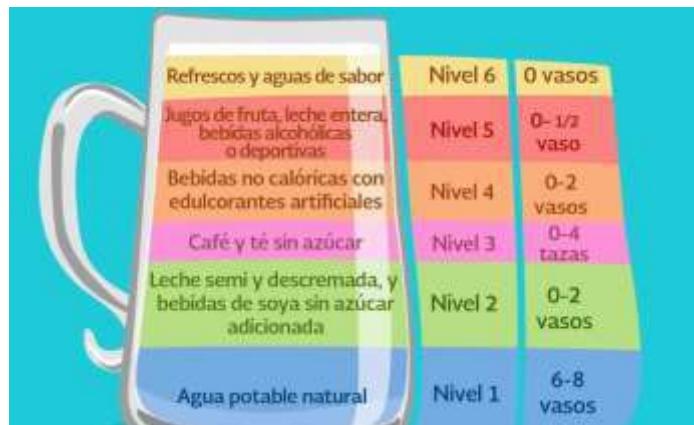 Refrescos y aguas de sabor Nivel 6 0 vasos
Jugos de fruta, leche entera,
bebidas alcohólicas
o deportivas
Nivel 5
0- 1/2
vaso
Bebidas no calóricas con
edulcorantes artificiales
Nivel 4
0-2
vasos
Café y té sin azúcar
Nivel 3
0-4
tazas
Leche semi y descremada, y
bebidas de soya sin azúcar
adicionada
Nivel 2
0-2
vasos
Agua potable natural
Nivel 1
6-8
vasos